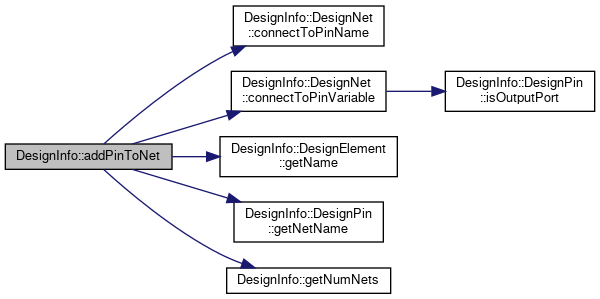 DesignInfo::DesignNet
::connectToPinName
DesignInfo::DesignNet
::connectToPinVariable
DesignInfo::DesignPin
::isOutputPort
DesignInfo::addPinToNet
DesignInfo::DesignElement
::getName
DesignInfo::DesignPin
::getNetName
DesignInfo::getNumNets